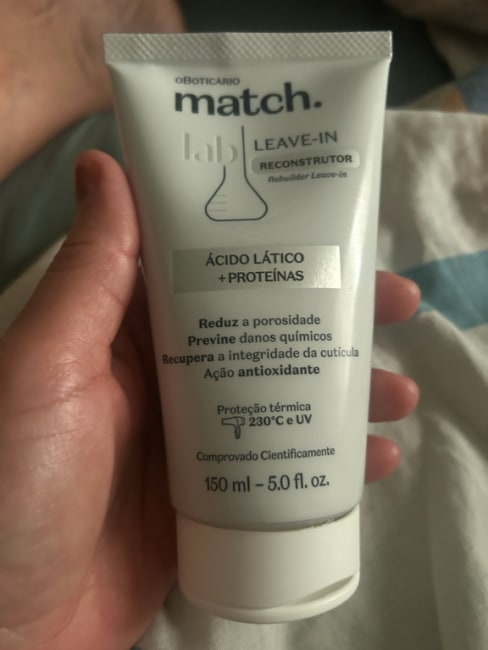 oBOTICÁRIO
match.
lab
LEAVE-IN
RECONSTRUTOR
Rebuilder Leave-in
ÁCIDO LÁTICO
+PROTEÍNAS
Reduz a porosidade
Previne danos químicos
Recupera a integridade da cutícula
Ação antioxidante
Proteção térmica
230°C e UV
Comprovado Cientificamente
150 ml – 5.0 fl. oz.